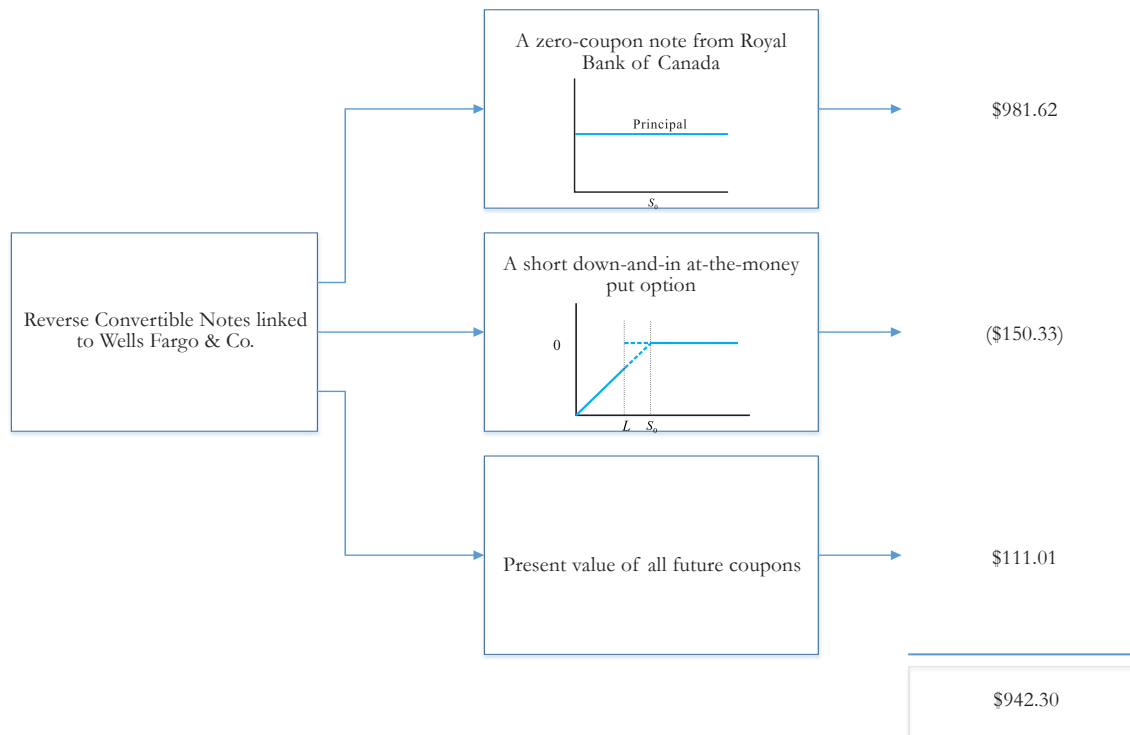 A zero-coupon note from Royal
Bank of Canada
Principal
S₀
$981.62
Reverse Convertible Notes linked
to Wells Fargo & Co.
A short down-and-in at-the-money
put option
0
L S₀
($150.33)
Present value of all future coupons
$111.01
$942.30